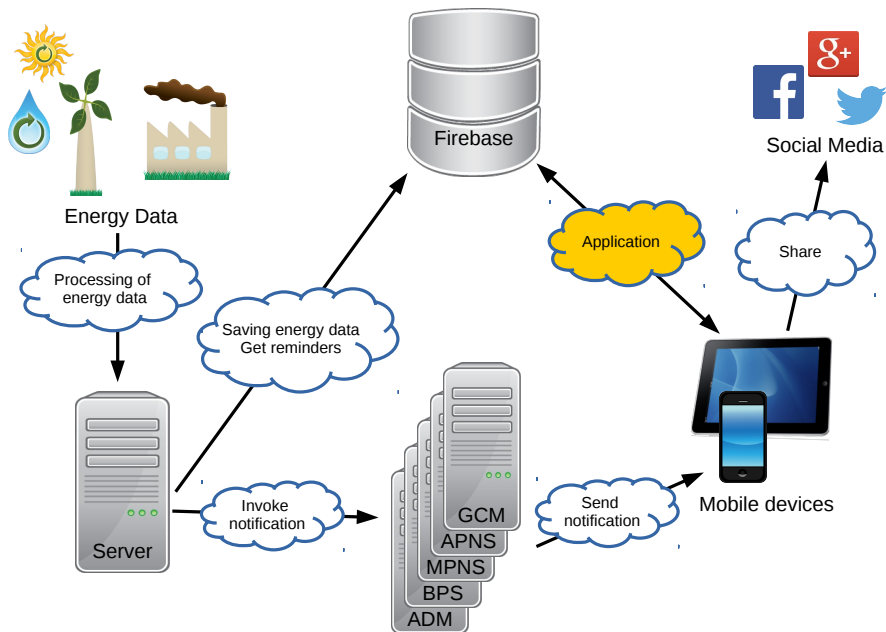 Firebase
g+
f
Social Media
Energy Data
Application
Share
Processing of
energy data
Saving energy data
Get reminders
Invoke
notification
Send
notification
Mobile devices
Server
GCM
APNS
MPNS
BPS
ADM